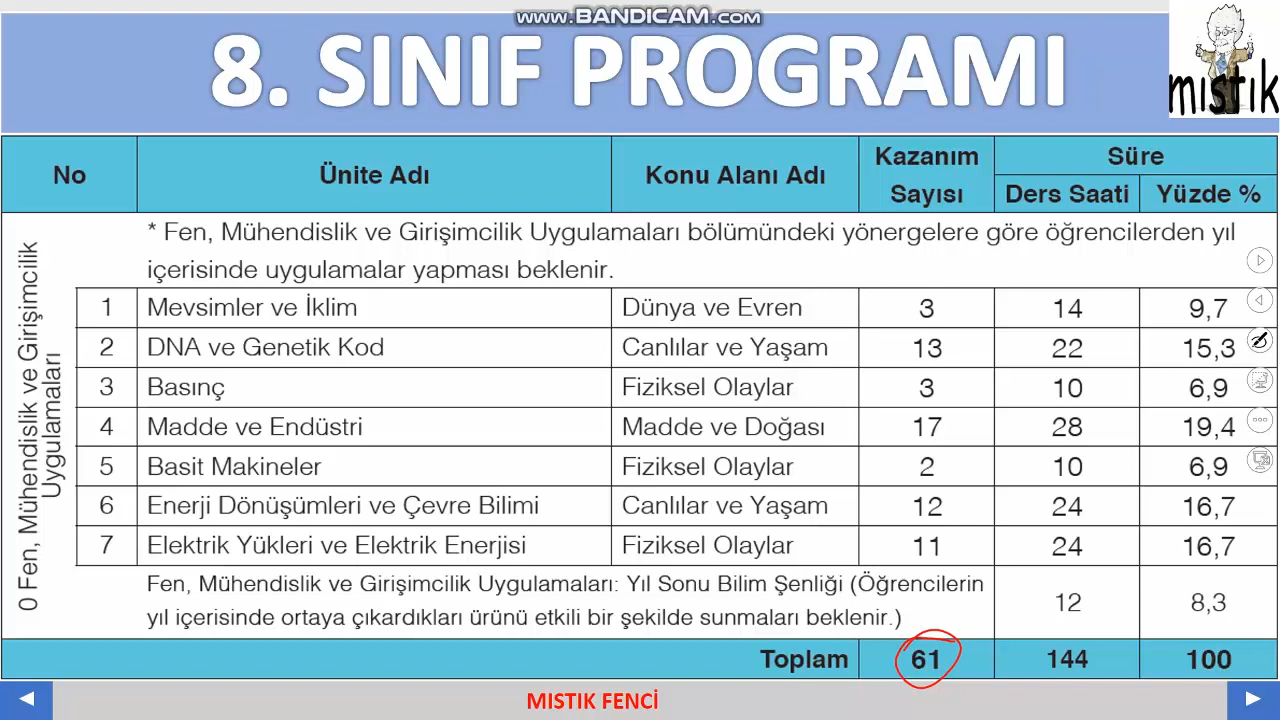 www.BANDICAM.com
8. SINIF PROGRAMI
mıstık
No Ünite Adı Konu Alanı Adı Kazanım Sayısı Süre
Ders Saati Yüzde %
0 Fen, Mühendislik ve Girişimcilik
Uygulamaları
* Fen, Mühendislik ve Girişimcilik Uygulamaları bölümündeki yönergelere göre öğrencilerden yıl
içerisinde uygulamalar yapması beklenir.
1 Mevsimler ve İklim Dünya ve Evren 3 14 9,7
2 DNA ve Genetik Kod Canlılar ve Yaşam 13 22 15,3
3 Basınç Fiziksel Olaylar 3 10 6,9
4 Madde ve Endüstri Madde ve Doğası 17 28 19,4
5 Basit Makineler Fiziksel Olaylar 2 10 6,9
6 Enerji Dönüşümleri ve Çevre Bilimi Canlılar ve Yaşam 12 24 16,7
7 Elektrik Yükleri ve Elektrik Enerjisi Fiziksel Olaylar 11 24 16,7
Fen, Mühendislik ve Girişimcilik Uygulamaları: Yıl Sonu Bilim Şenliği (Öğrencilerin
yıl içerisinde ortaya çıkardıkları ürünü etkili bir şekilde sunmaları beklenir.) 12 8,3
Toplam 61 144 100
MISTIK FENCİ